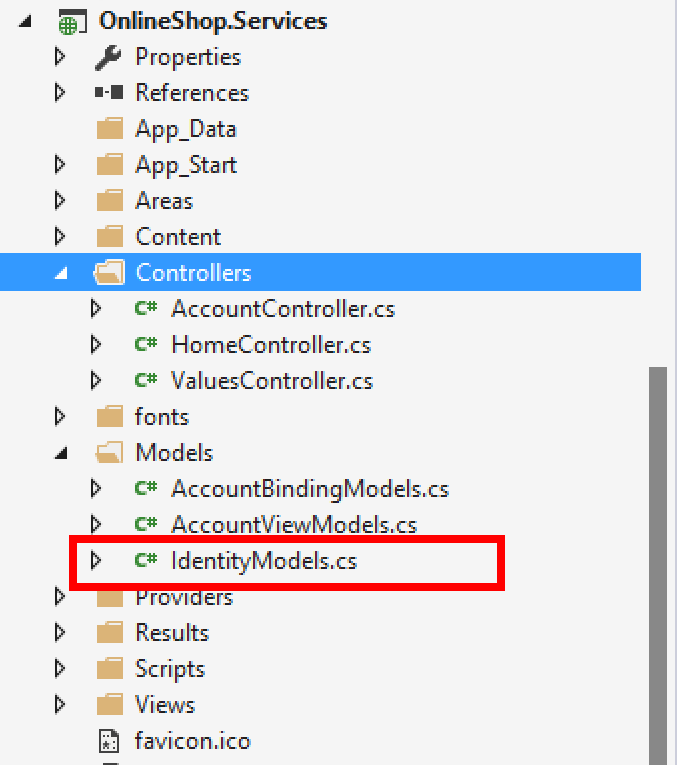 OnlineShop.Services
Properties
References
App_Data
App_Start
Areas
Content
Controllers
C# AccountController.cs
C# HomeController.cs
C# ValuesController.cs
fonts
Models
C# AccountBindingModels.cs
C# AccountViewModels.cs
C# IdentityModels.cs
Providers
Results
Scripts
Views
favicon.ico